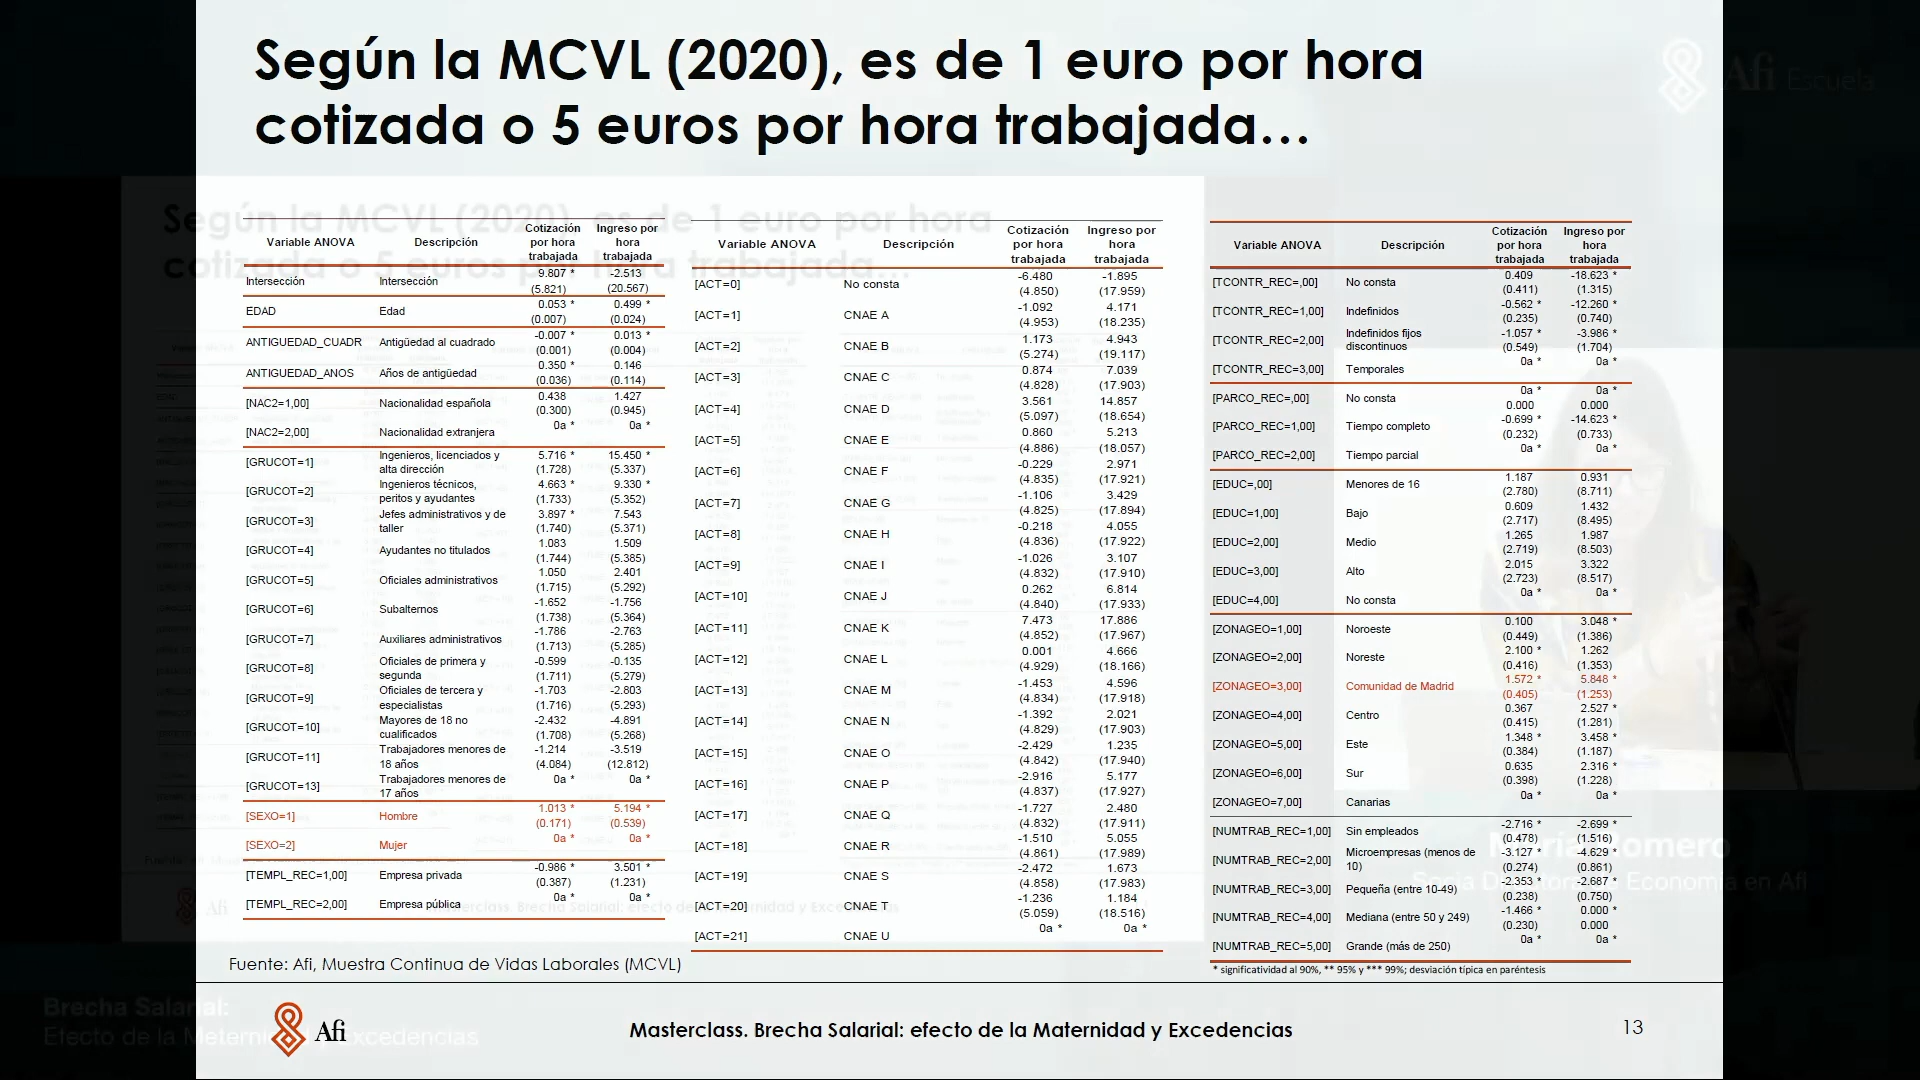 Según la MCVL (2020), es de 1 euro por hora
cotizada o 5 euros por hora trabajada…
Afi Escuela
Variable ANOVA Descripción Cotización por hora trabajada Ingreso por hora trabajada
Intersección Intersección 9.807 * -2.513
(5.821) (20.567)
EDAD Edad 0.053 * 0.499 *
(0.007) (0.024)
ANTIGUEDAD_CUADR Antigüedad al cuadrado -0.007 * 0.013 *
(0.001) (0.004)
ANTIGUEDAD_ANOS Años de antigüedad 0.350 * 0.146
(0.036) (0.114)
[NAC2=1,00] Nacionalidad española 0.438 1.427
(0.300) (0.945)
[NAC2=2,00] Nacionalidad extranjera 0a * 0a *
[GRUCOT=1] Ingenieros, licenciados y alta dirección 5.716 * 15.450 *
(1.728) (5.337)
[GRUCOT=2] Ingenieros técnicos, peritos y ayudantes 4.663 * 9.330 *
(1.733) (5.352)
[GRUCOT=3] Jefes administrativos y de taller 3.897 * 7.543
(1.740) (5.371)
[GRUCOT=4] Ayudantes no titulados 1.083 1.509
(1.744) (5.385)
[GRUCOT=5] Oficiales administrativos 1.050 2.401
(1.715) (5.292)
[GRUCOT=6] Subalternos -1.652 -1.756
(1.738) (5.364)
[GRUCOT=7] Auxiliares administrativos -1.786 -2.763
(1.713) (5.285)
[GRUCOT=8] Oficiales de primera y segunda -0.599 -0.135
(1.711) (5.279)
[GRUCOT=9] Oficiales de tercera y especialistas -1.703 -2.803
(1.716) (5.293)
[GRUCOT=10] Mayores de 18 no cualificados -2.432 -4.891
(1.708) (5.268)
[GRUCOT=11] Trabajadores menores de 18 años -1.214 -3.519
(4.084) (12.812)
[GRUCOT=13] Trabajadores menores de 17 años 0a * 0a *
[SEXO=1] Hombre 1.013 * 5.194 *
(0.171) (0.539)
[SEXO=2] Mujer 0a * 0a *
[TEMPL_REC=1,00] Empresa privada -0.986 * 3.501 *
(0.387) (1.231)
[TEMPL_REC=2,00] Empresa pública 0a * 0a *
Variable ANOVA Descripción Cotización por hora trabajada Ingreso por hora trabajada
[ACT=0] No consta -6.480 -1.895
(4.850) (17.959)
[ACT=1] CNAE A -1.092 4.171
(4.953) (18.235)
[ACT=2] CNAE B 1.173 4.943
(5.274) (19.117)
[ACT=3] CNAE C 0.874 7.039
(4.828) (17.903)
[ACT=4] CNAE D 3.561 14.857
(5.097) (18.654)
[ACT=5] CNAE E 0.860 5.213
(4.886) (18.057)
[ACT=6] CNAE F -0.229 2.971
(4.835) (17.921)
[ACT=7] CNAE G -1.106 3.429
(4.825) (17.894)
[ACT=8] CNAE H -0.218 4.055
(4.836) (17.922)
[ACT=9] CNAE I -1.026 3.107
(4.832) (17.910)
[ACT=10] CNAE J 0.262 6.814
(4.840) (17.933)
[ACT=11] CNAE K 7.473 17.886
(4.852) (17.967)
[ACT=12] CNAE L 0.001 4.666
(4.929) (18.166)
[ACT=13] CNAE M -1.453 4.596
(4.834) (17.918)
[ACT=14] CNAE N -1.392 2.021
(4.829) (17.903)
[ACT=15] CNAE O -2.429 1.235
(4.842) (17.940)
[ACT=16] CNAE P -2.916 5.177
(4.837) (17.927)
[ACT=17] CNAE Q -1.727 2.480
(4.832) (17.911)
[ACT=18] CNAE R -1.510 5.055
(4.861) (17.989)
[ACT=19] CNAE S -2.472 1.673
(4.858) (17.983)
[ACT=20] CNAE T -1.236 1.184
(5.059) (18.516)
[ACT=21] CNAE U 0a * 0a *
Variable ANOVA Descripción Cotización por hora trabajada Ingreso por hora trabajada
[TCONTR_REC=,00] No consta 0.409 -18.623 *
(0.411) (1.315)
[TCONTR_REC=1,00] Indefinidos -0.562 * -12.260 *
(0.235) (0.740)
[TCONTR_REC=2,00] Indefinidos fijos discontinuos -1.057 * -3.986 *
(0.549) (1.704)
[TCONTR_REC=3,00] Temporales 0a * 0a *
[PARCO_REC=,00] No consta 0a * 0a *
0.000 0.000
[PARCO_REC=1,00] Tiempo completo -0.699 * -14.623 *
(0.232) (0.733)
[PARCO_REC=2,00] Tiempo parcial 0a * 0a *
[EDUC=,00] Menores de 16 1.187 0.931
(2.780) (8.711)
[EDUC=1,00] Bajo 0.609 1.432
(2.717) (8.495)
[EDUC=2,00] Medio 1.265 1.987
(2.719) (8.503)
[EDUC=3,00] Alto 2.015 3.322
(2.723) (8.517)
[EDUC=4,00] No consta 0a * 0a *
[ZONAGEO=1,00] Noroeste 0.100 3.048 *
(0.449) (1.386)
[ZONAGEO=2,00] Noreste 2.100 * 1.262
(0.416) (1.353)
[ZONAGEO=3,00] Comunidad de Madrid 1.572 * 5.848 *
(0.405) (1.253)
[ZONAGEO=4,00] Centro 0.367 2.527 *
(0.415) (1.281)
[ZONAGEO=5,00] Este 1.348 * 3.458 *
(0.384) (1.187)
[ZONAGEO=6,00] Sur 0.635 2.316 *
(0.398) (1.228)
[ZONAGEO=7,00] Canarias 0a * 0a *
[NUMTRAB_REC=1,00] Sin empleados -2.716 * -2.699 *
(0.478) (1.516)
[NUMTRAB_REC=2,00] Microempresas (menos de 10) -3.127 * -4.629 *
(0.274) (0.861)
[NUMTRAB_REC=3,00] Pequeña (entre 10-49) -2.353 * -2.687 *
(0.238) (0.750)
[NUMTRAB_REC=4,00] Mediana (entre 50 y 249) -1.466 * 0.000 *
(0.230) 0.000
[NUMTRAB_REC=5,00] Grande (más de 250) 0a * 0a *
* significatividad al 90%, ** 95% y *** 99%; desviación típica en paréntesis
Fuente: Afi, Muestra Continua de Vidas Laborales (MCVL)
Afi
Masterclass. Brecha Salarial: efecto de la Maternidad y Excedencias
13
María Romero
Brecha Salarial: